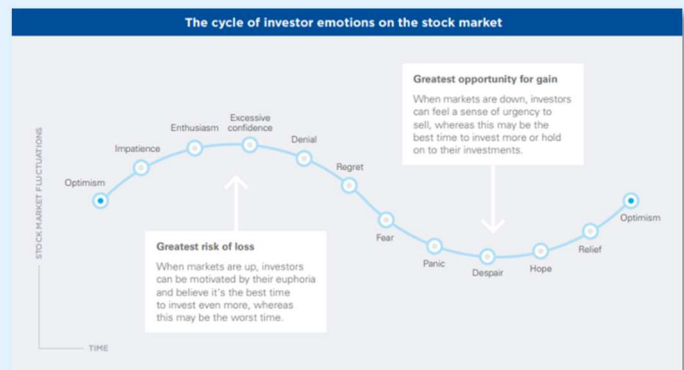 The cycle of investor emotions on the stock market
Greatest opportunity for gain
When markets are down, investors
can feel a sense of urgency to
sell, whereas this may be the
best time to invest more or hold
on to their investments.
STOCK MARKET FLUCTUATIONS
Optimism
Impatience
Enthusiasm
Excessive
confidence
Denial
Regret
Fear
Panic
Despair
Hope
Relief
Optimism
Greatest risk of loss
When markets are up, investors
can be motivated by their euphoria
and believe it's the best time
to invest even more, whereas
this may be the worst time.
TIME